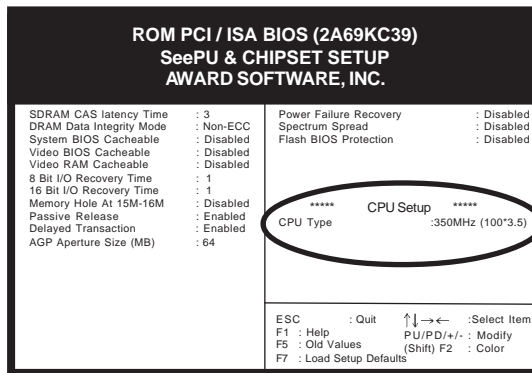 ROM PCI / ISA BIOS (2A69KC39)
SeePU & CHIPSET SETUP
AWARD SOFTWARE, INC.
SDRAM CAS latency Time : 3
DRAM Data Integrity Mode : Non-ECC
System BIOS Cacheable : Disabled
Video BIOS Cacheable : Disabled
Video RAM Cacheable : Disabled
8 Bit I/O Recovery Time : 1
16 Bit I/O Recovery Time : 1
Memory Hole At 15M-16M : Disabled
Passive Release : Enabled
Delayed Transaction : Enabled
AGP Aperture Size (MB) : 64
Power Failure Recovery : Disabled
Spectrum Spread : Disabled
Flash BIOS Protection : Disabled
***** CPU Setup *****
CPU Type :350MHz (100*3.5)
ESC : Quit ↑↓→← :Select Item
F1 : Help PU/PD/+/- : Modify
F5 : Old Values (Shift) F2 : Color
F7 : Load Setup Defaults